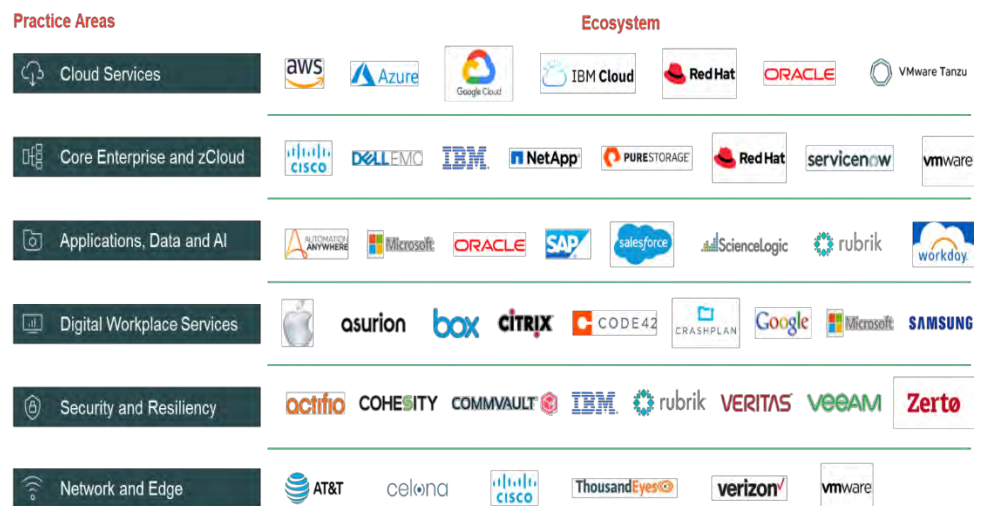 Practice Areas
Ecosystem
Cloud Services
aws
Azure
Google Cloud
IBM Cloud
Red Hat
ORACLE
VMware Tanzu
Core Enterprise and zCloud
CISCO
DELLEMC
IBM
NetApp
PURESTORAGE
Red Hat
servicenow
vmware
Applications, Data and AI
AUTOMATION
ANYWHERE
Microsoft
ORACLE
SAP
salesforce
ScienceLogic
rubrik
workday
Digital Workplace Services
asurion
box
CITRIX
CODE42
CRASHPLAN
Google
Microsoft
SAMSUNG
Security and Resiliency
actifio
COHESITY
COMMVAULT
IBM
rubrik
VERITAS
VEEAM
Zerto
Network and Edge
AT&T
celona
CISCO
ThousandEyes
verizon
vmware